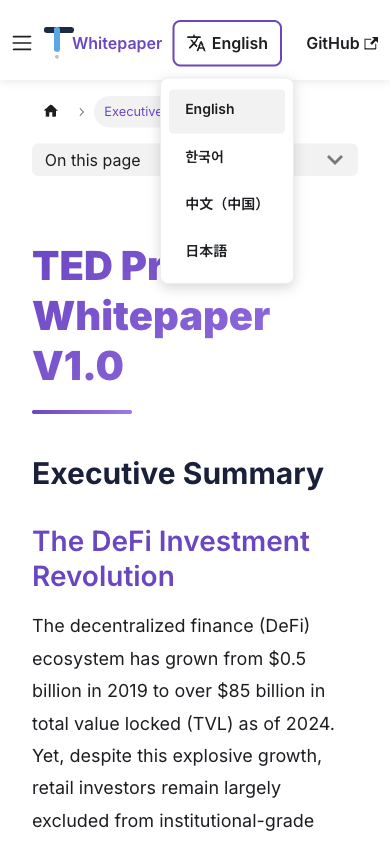 Whitepaper
English
GitHub
English
한국어
中文（中国）
日本語
Executive
On this page
TED Pr
Whitepaper
V1.0
Executive Summary
The DeFi Investment
Revolution
The decentralized finance (DeFi)
ecosystem has grown from $0.5
billion in 2019 to over $85 billion in
total value locked (TVL) as of 2024.
Yet, despite this explosive growth,
retail investors remain largely
excluded from institutional-grade